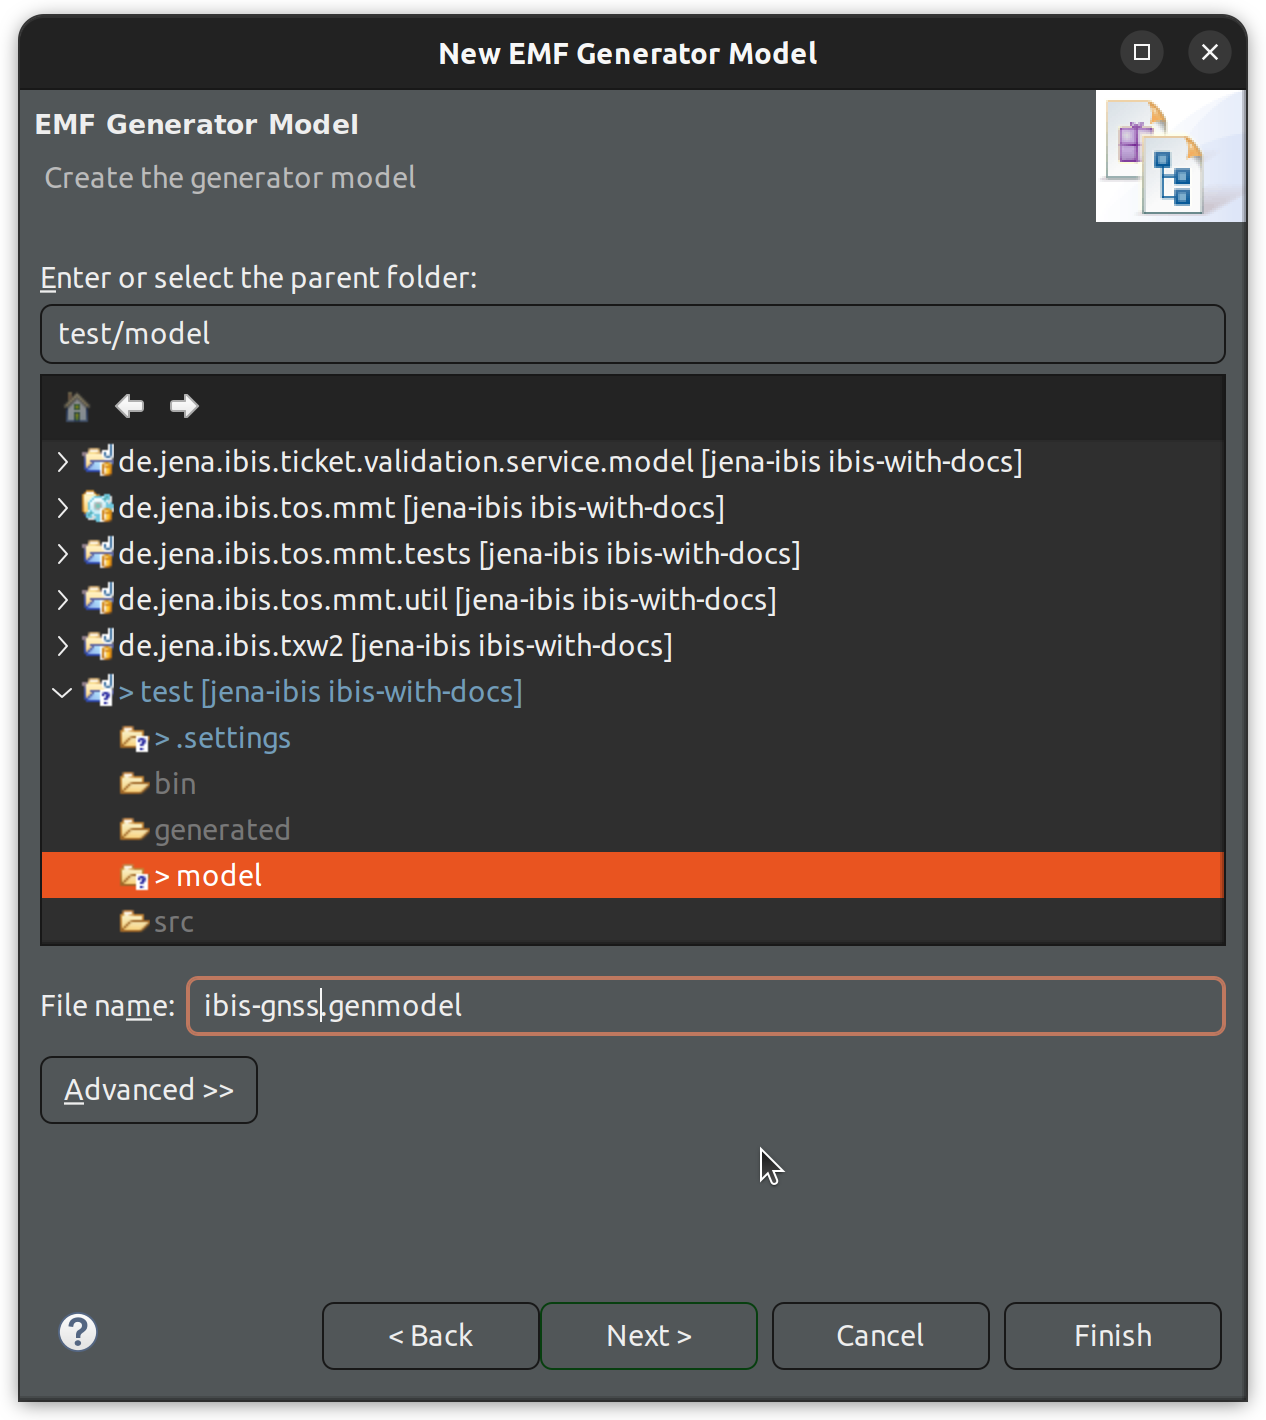 New EMF Generator Model
EMF Generator Model
Create the generator model
Enter or select the parent folder:
test/model
de.jena.ibis.ticket.validation.service.model [jena-ibis ibis-with-docs]
de.jena.ibis.tos.mmt [jena-ibis ibis-with-docs]
de.jena.ibis.tos.mmt.tests [jena-ibis ibis-with-docs]
de.jena.ibis.tos.mmt.util [jena-ibis ibis-with-docs]
de.jena.ibis.txw2 [jena-ibis ibis-with-docs]
> test [jena-ibis ibis-with-docs]
> .settings
bin
generated
> model
src
File name: ibis-gnss.genmodel
Advanced >>
? < Back Next > Cancel Finish